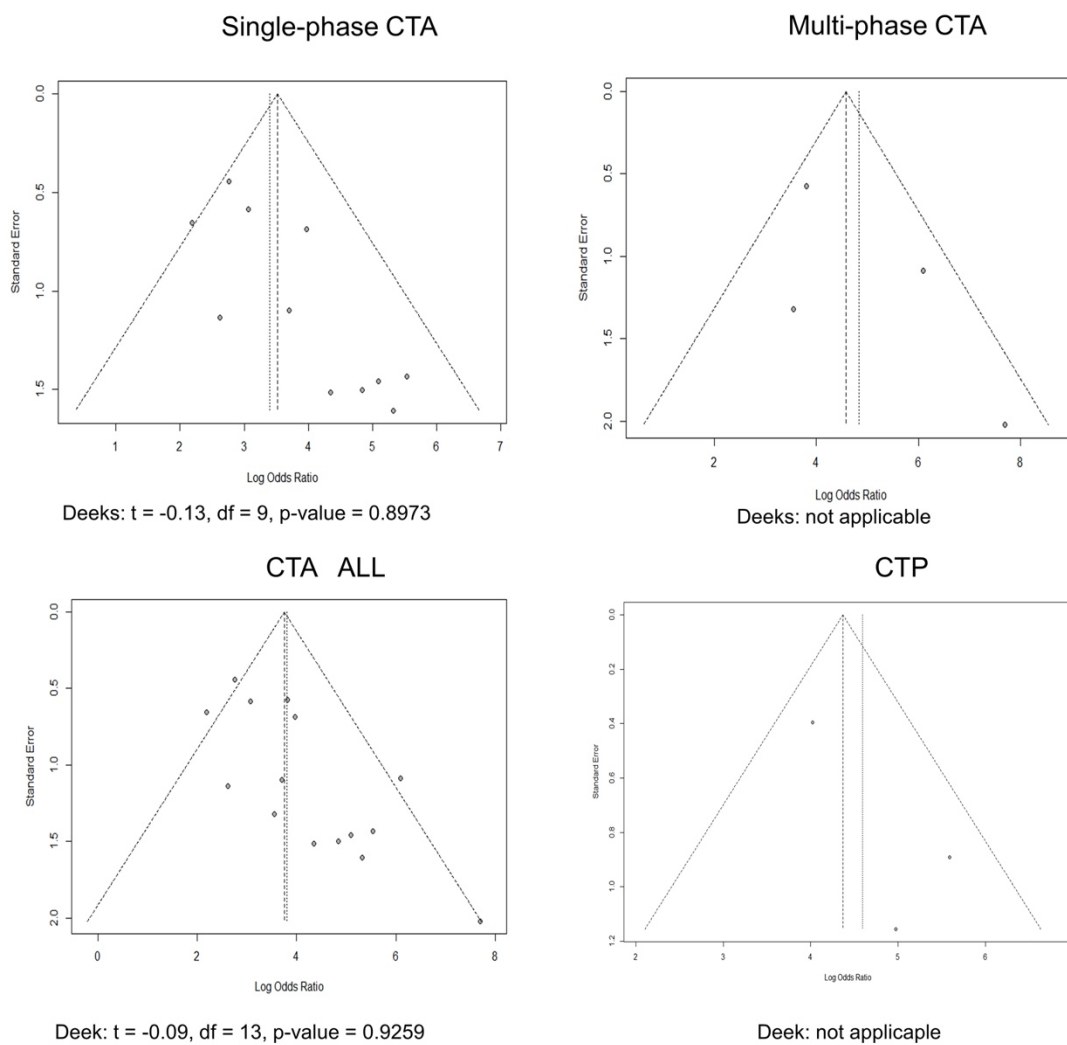 Single-phase CTA
Standard Error
0.0
0.5
1.0
1.5
1 2 3 4 5 6 7
Log Odds Ratio
Deeks: t = -0.13, df = 9, p-value = 0.8973
Multi-phase CTA
Standard Error
0.0
0.5
1.0
1.5
2.0
2 4 6 8
Log Odds Ratio
Deeks: not applicable
CTA ALL
Standard Error
0.0
0.5
1.0
1.5
2.0
0 2 4 6 8
Log Odds Ratio
Deek: t = -0.09, df = 13, p-value = 0.9259
CTP
Standard Error
0.0
0.2
0.4
0.6
0.8
1.0
1.2
2 3 4 5 6
Log Odds Ratio
Deek: not applicaple